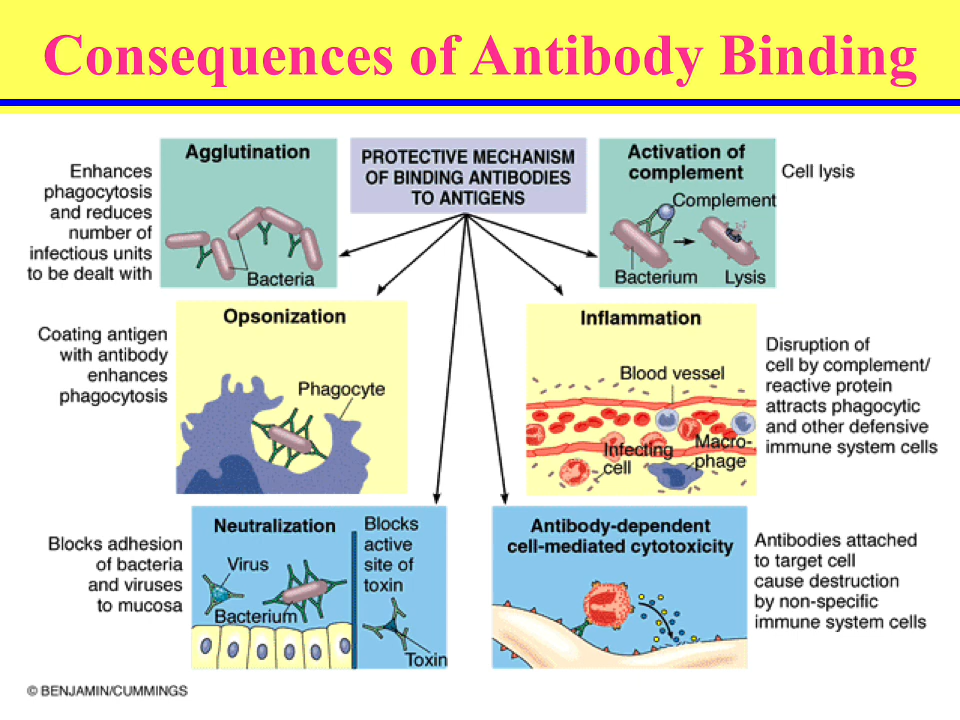 Consequences of Antibody Binding
PROTECTIVE MECHANISM
OF BINDING ANTIBODIES
TO ANTIGENS
Enhances
phagocytosis
and reduces
number of
infectious units
to be dealt with
Agglutination
Bacteria
Activation of
complement
Complement
Bacterium
Lysis
Cell lysis
Coating antigen
with antibody
enhances
phagocytosis
Opsonization
Phagocyte
Inflammation
Blood vessel
Infecting
cell
Macro-
phage
Disruption of
cell by complement/
reactive protein
attracts phagocytic
and other defensive
immune system cells
Blocks adhesion
of bacteria
and viruses
to mucosa
Neutralization
Virus
Bacterium
Blocks
active
site of
toxin
Toxin
Antibody-dependent
cell-mediated cytotoxicity
Antibodies attached
to target cell
cause destruction
by non-specific
immune system cells
© BENJAMIN/CUMMINGS